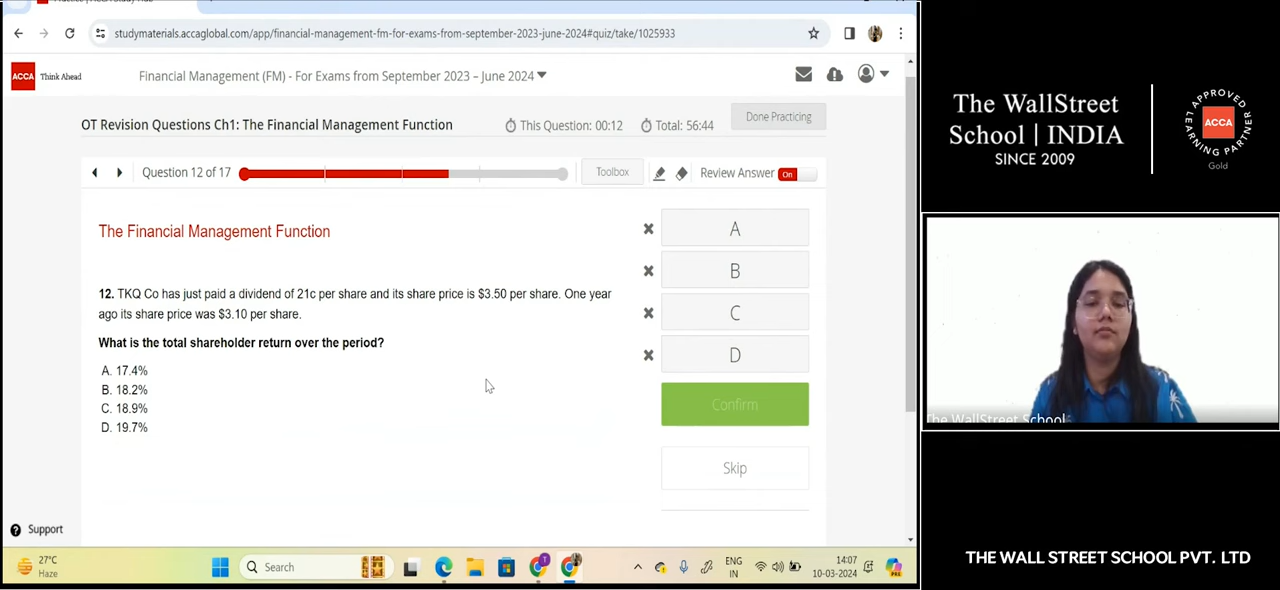 Practice | ACCA Study Hub
studymaterials.accaglobal.com/app/financial-management-fm-for-exams-from-september-2023-june-2024#quiz/take/1025933
ACCA Think Ahead
Financial Management (FM) - For Exams from September 2023 – June 2024
OT Revision Questions Ch1: The Financial Management Function
This Question: 00:12
Total: 56:44
Done Practicing
Question 12 of 17
Toolbox
Review Answer On
The Financial Management Function
12. TKQ Co has just paid a dividend of 21c per share and its share price is $3.50 per share. One year
ago its share price was $3.10 per share.
What is the total shareholder return over the period?
A. 17.4%
B. 18.2%
C. 18.9%
D. 19.7%
A
B
C
D
Confirm
Skip
Support
27°C
Haze
Search
ENG
IN
14:07
10-03-2024
The WallStreet
School | INDIA
SINCE 2009
APPROVED
LEARNING PARTNER
ACCA
Gold
The WallStreet School
THE WALL STREET SCHOOL PVT. LTD